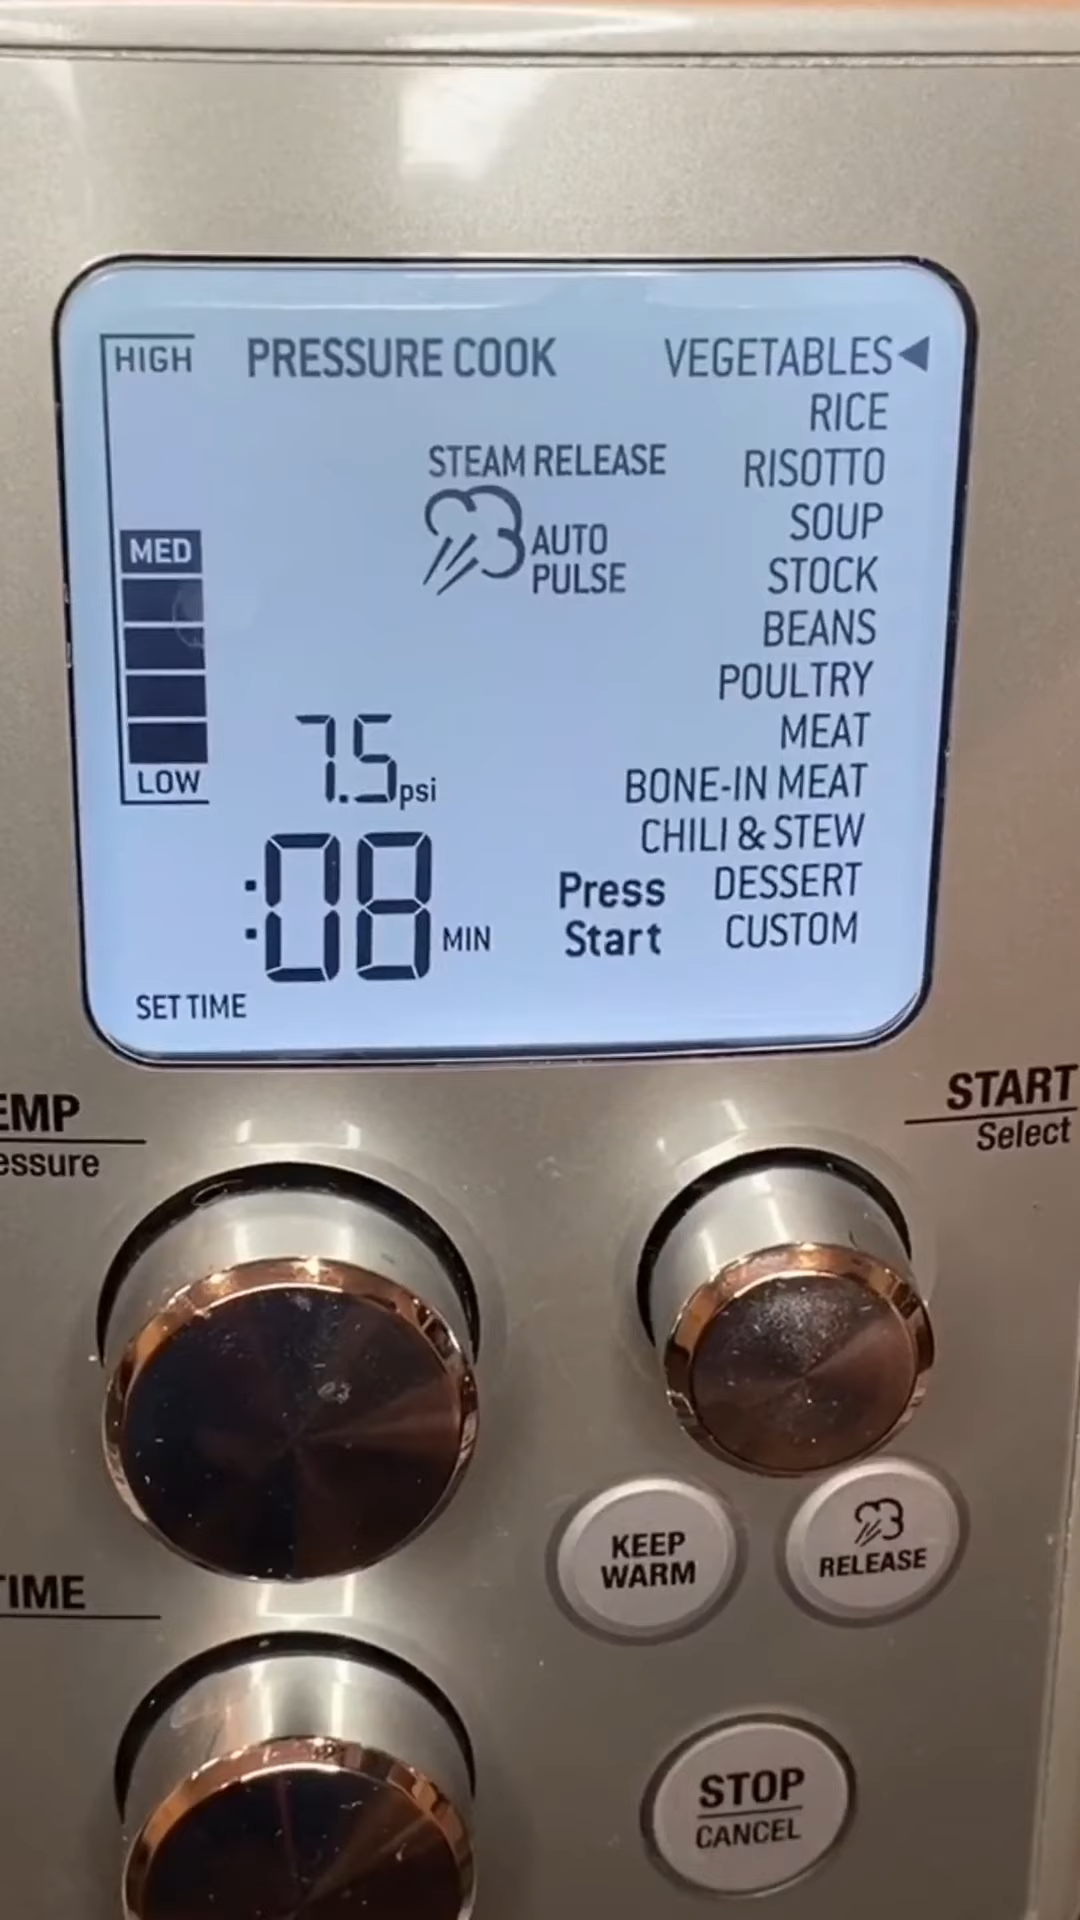 HIGH
PRESSURE COOK
VEGETABLES
RICE
STEAM RELEASE
RISOTTO
SOUP
AUTO
PULSE
MED
STOCK
BEANS
POULTRY
MEAT
7.5 psi
LOW
BONE-IN MEAT
CHILI & STEW
DESSERT
CUSTOM
:08 MIN
Press
Start
SET TIME
EMP
essure
START
Select
KEEP
WARM
RELEASE
TIME
STOP
CANCEL